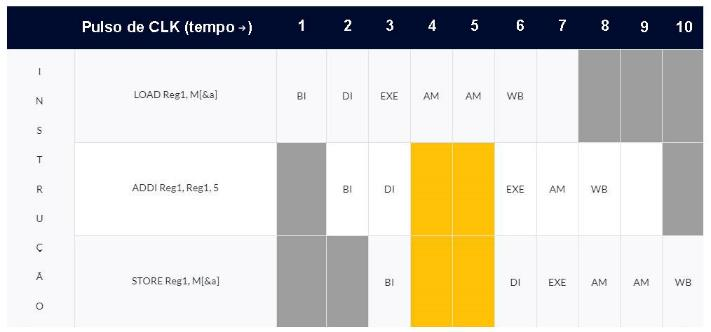 Pulso de CLK (tempo →) 1 2 3 4 5 6 7 8 9 10
I
N
S
T
R
U
Ç
Ã
O
LOAD Reg1, M[&a] BI DI EXE AM AM WB
ADDI Reg1, Reg1, 5 BI DI EXE AM WB
STORE Reg1, M[&a] BI DI EXE AM AM WB